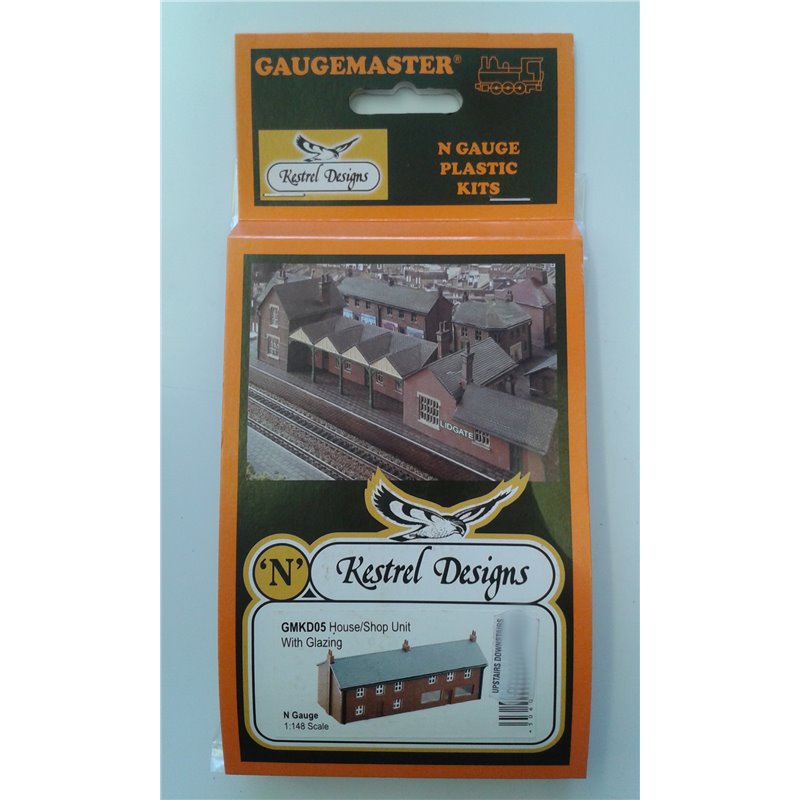 GAUGEMASTER®
Kestrel Designs
N GAUGE
PLASTIC
KITS
LIDGATE
'N'
Kestrel Designs
GMKD05 House/Shop Unit
With Glazing
UPSTAIRS DOWNSTAIRS
N Gauge
1:148 Scale